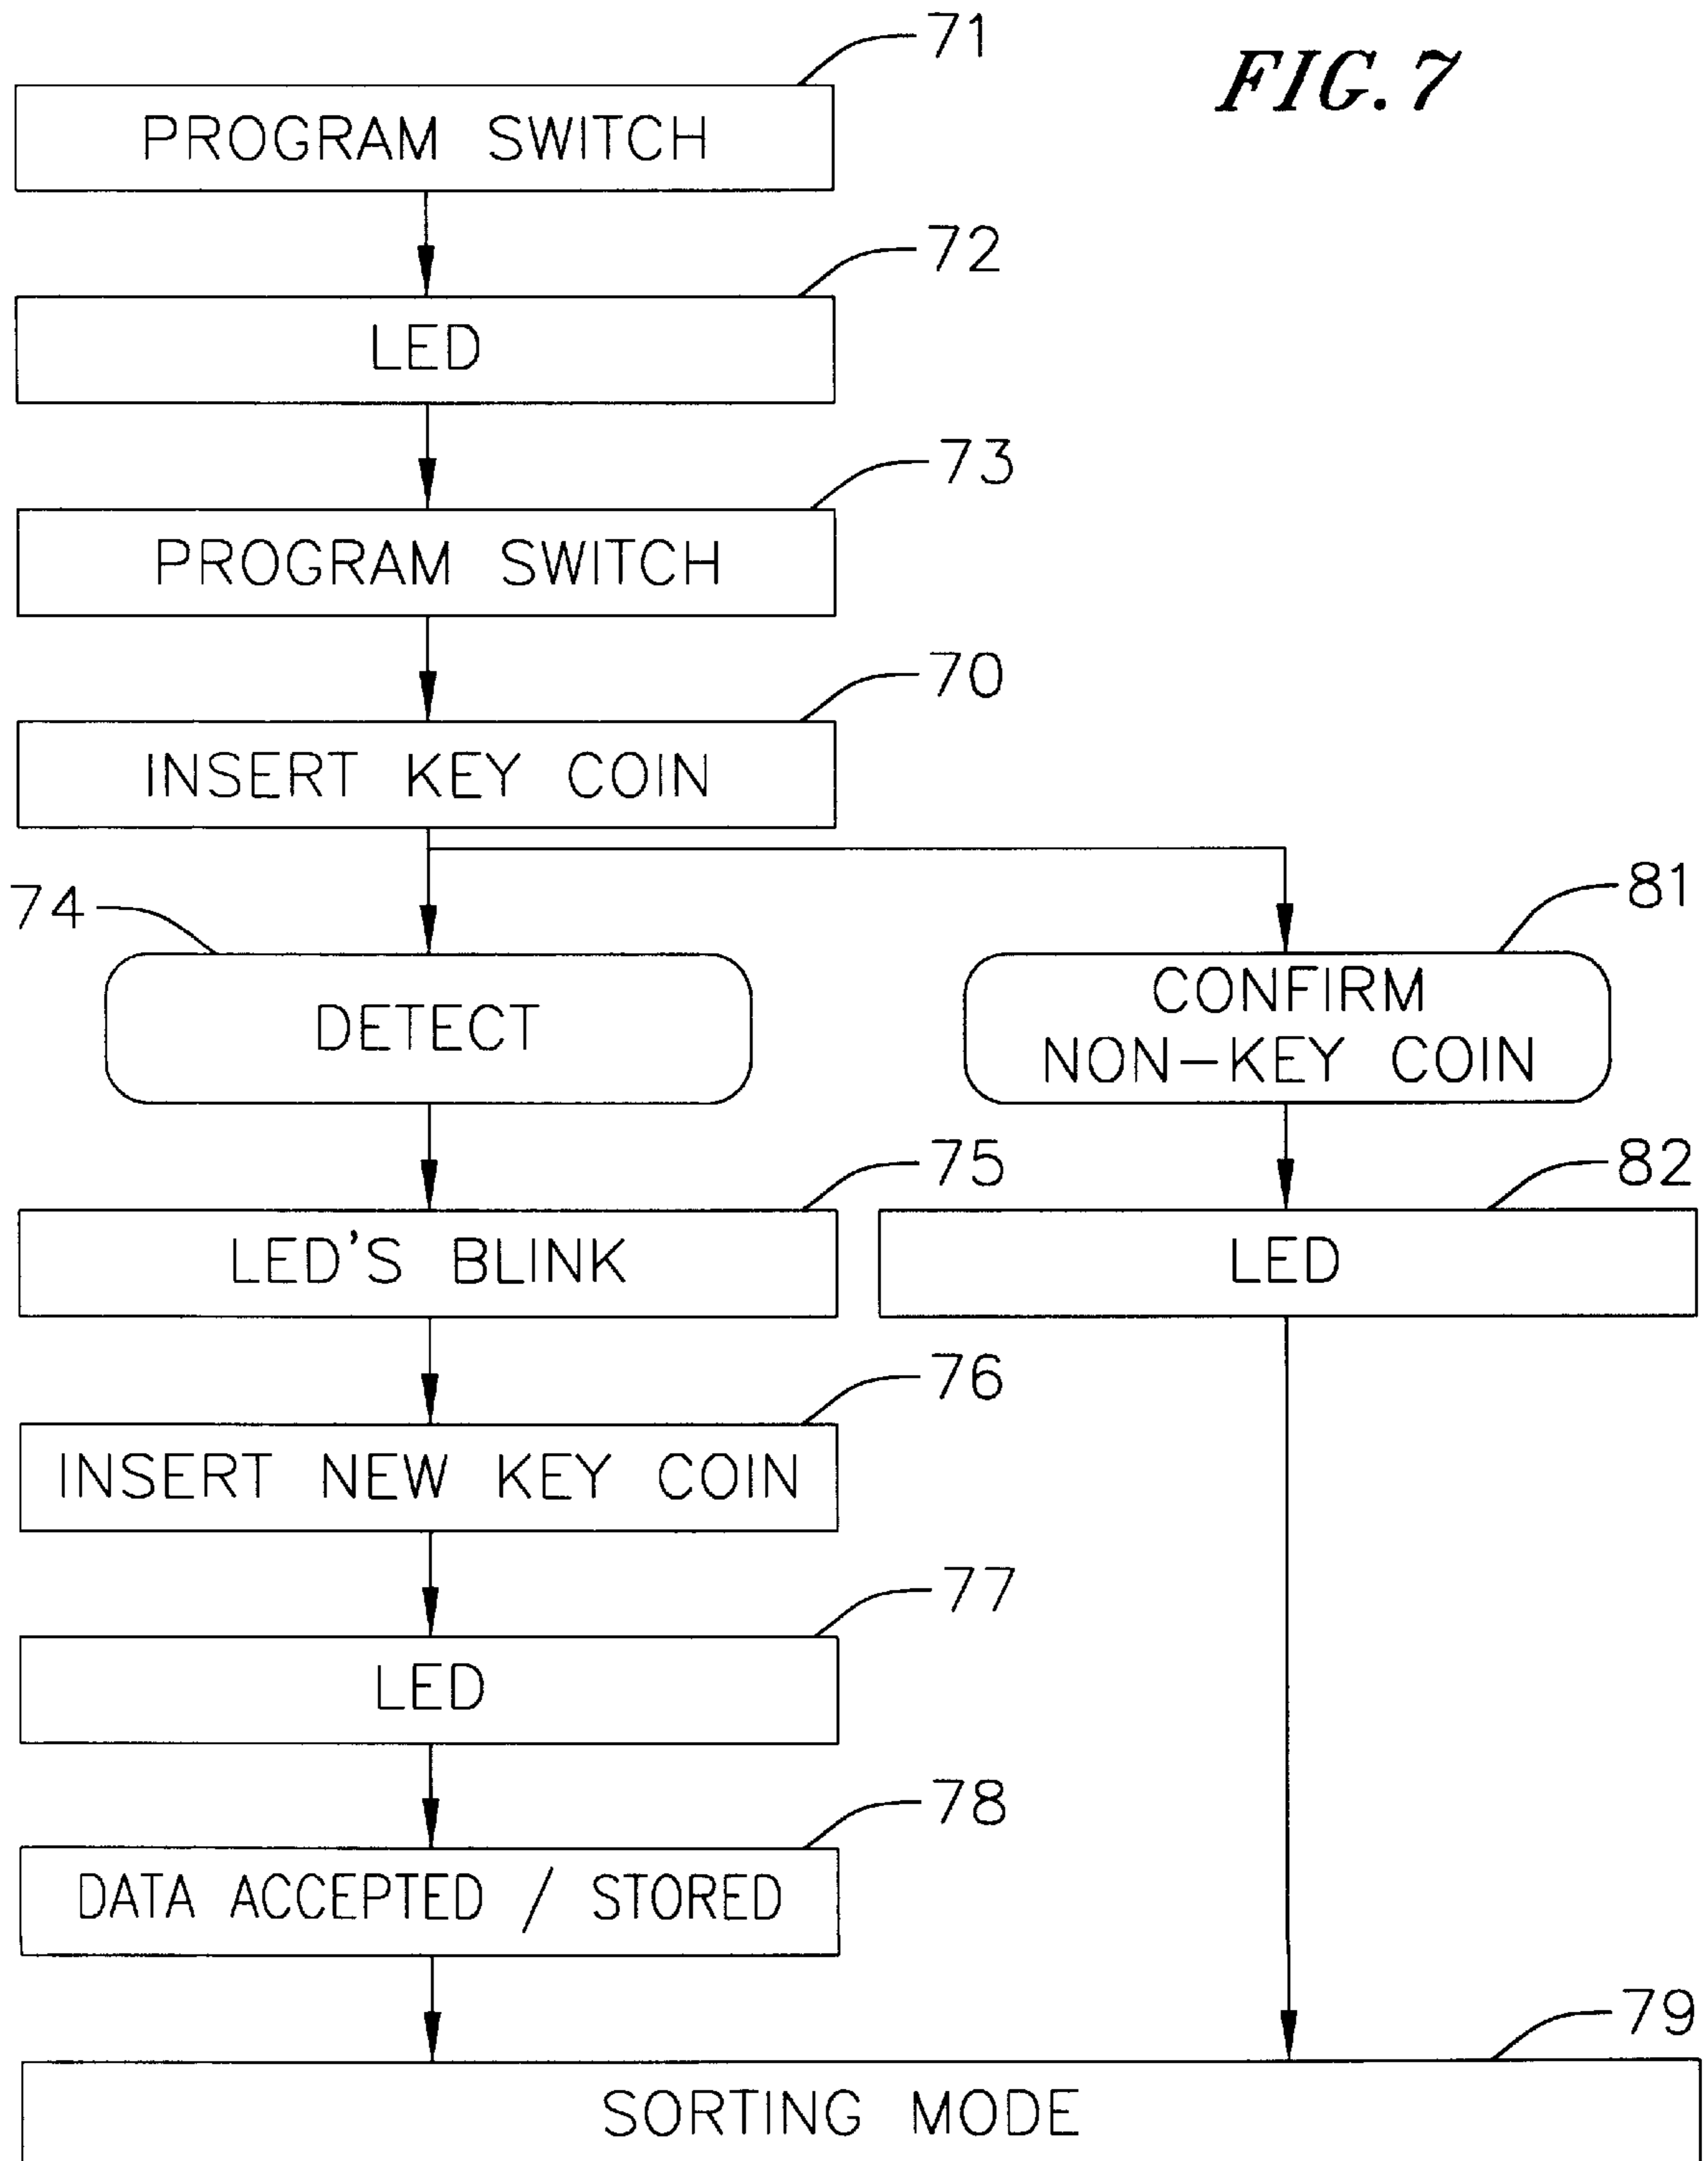 FIG. 7
71
PROGRAM SWITCH
72
LED
73
PROGRAM SWITCH
70
INSERT KEY COIN
74
DETECT
81
CONFIRM
NON-KEY COIN
75
LED'S BLINK
82
LED
76
INSERT NEW KEY COIN
77
LED
78
DATA ACCEPTED / STORED
79
SORTING MODE